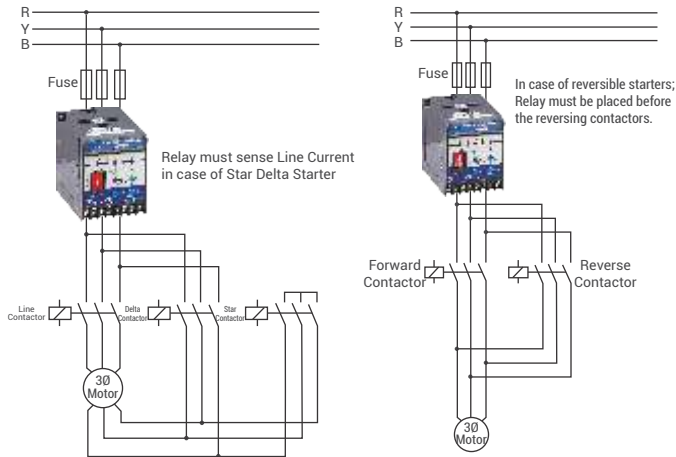 R
Y
B
Fuse
Relay must sense Line Current
in case of Star Delta Starter
Line
Contactor
Delta
Contactor
Star
Contactor
3Ø
Motor
R
Y
B
Fuse
In case of reversible starters;
Relay must be placed before
the reversing contactors.
Forward
Contactor
Reverse
Contactor
3Ø
Motor